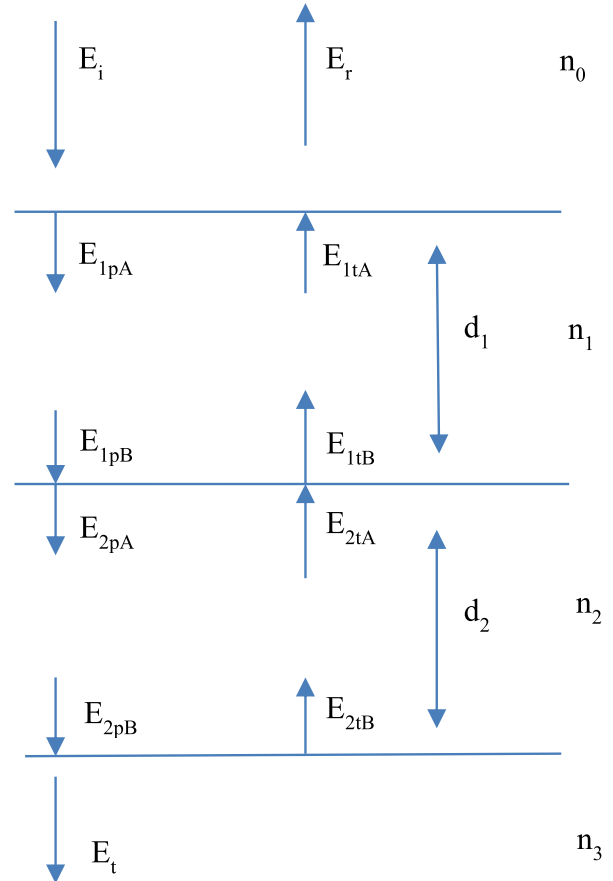 E_i E_r n_0
E_1pA E_1tA
d_1 n_1
E_1pB E_1tB
E_2pA E_2tA
d_2 n_2
E_2pB E_2tB
E_t n_3